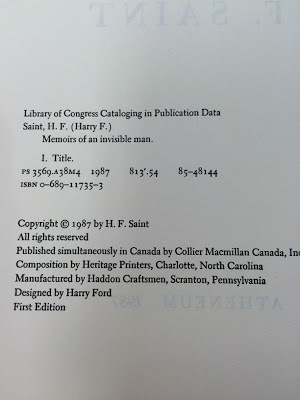 F. SAINT
Library of Congress Cataloging in Publication Data
Saint, H. F. (Harry F.)
Memoirs of an invisible man.
I. Title.
PS 3569.A38M4 1987 813'.54 85-48144
ISBN 0-689-11735-3
Copyright © 1987 by H. F. Saint
All rights reserved
Published simultaneously in Canada by Collier Macmillan Canada, Inc
Composition by Heritage Printers, Charlotte, North Carolina
Manufactured by Haddon Craftsmen, Scranton, Pennsylvania
Designed by Harry Ford
First Edition
ATHENEUM 1987